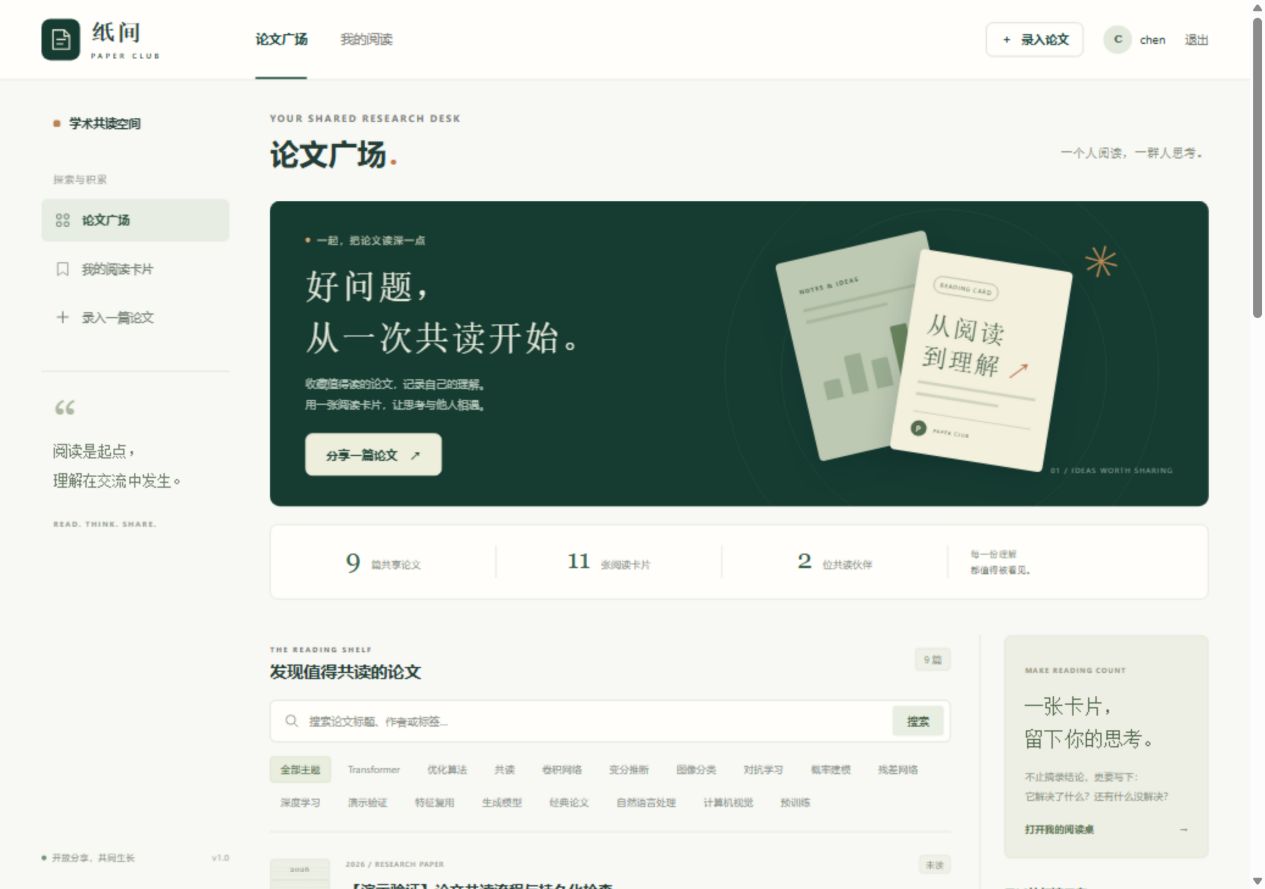 纸间
PAPER CLUB
论文广场
我的阅读
+ 录入论文
C
chen
退出
学术共读空间
探索与积累
论文广场
我的阅读卡片
录入一篇论文
“
阅读是起点，
理解在交流中发生。
READ. THINK. SHARE.
开放分享，共同生长
v1.0
YOUR SHARED RESEARCH DESK
论文广场.
一个人阅读，一群人思考。
一起，把论文读深一点
好问题，
从一次共读开始。
收藏值得读的论文，记录自己的理解。
用一张阅读卡片，让思考与他人相遇。
分享一篇论文 ↗
NOTES & IDEAS
READING CARD
从阅读
到理解 ↗
P
PAPER CLUB
01 / IDEAS WORTH SHARING
9 篇共享论文
11 张阅读卡片
2 位共读伙伴
每一份理解
都值得被看见。
THE READING SHELF
发现值得共读的论文
9 篇
搜索论文标题、作者或标签...
搜索
全部主题 Transformer 优化算法 共读 卷积网络 变分推断 图像分类 对抗学习 概率建模 残差网络
深度学习 演示验证 特征复用 生成模型 经典论文 自然语言处理 计算机视觉 预训练
2026
2026 / RESEARCH PAPER
未读
【演示验证】论文共读流程与持久化检查
MAKE READING COUNT
一张卡片，
留下你的思考。
不止摘录结论，更要写下：
它解决了什么？还有什么没解决？
打开我的阅读桌 →